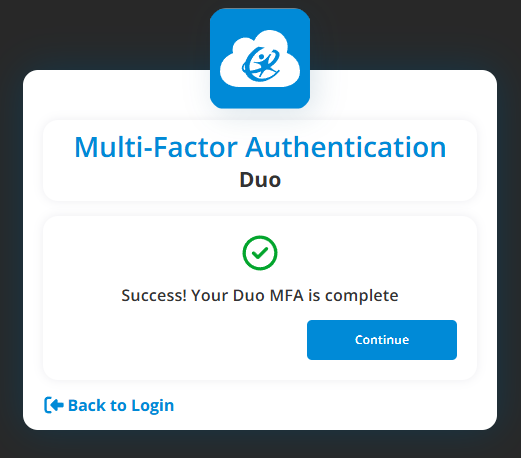 Multi-Factor Authentication
Duo
Success! Your Duo MFA is complete
Continue
Back to Login